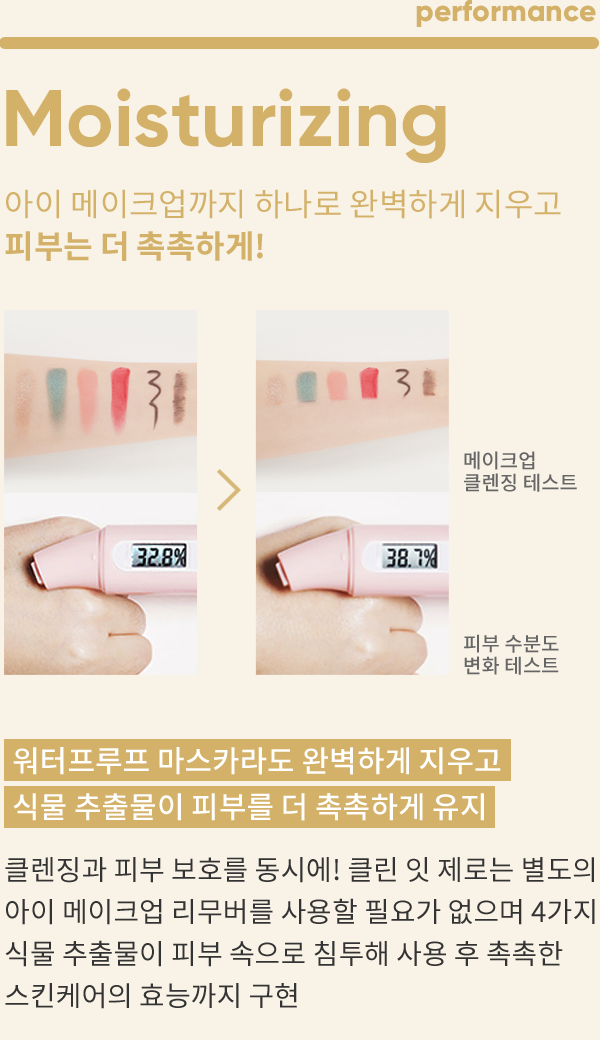 performance
Moisturizing
아이 메이크업까지 하나로 완벽하게 지우고
피부는 더 촉촉하게!
메이크업
클렌징 테스트
32.8%
38.7%
피부 수분도
변화 테스트
워터프루프 마스카라도 완벽하게 지우고
식물 추출물이 피부를 더 촉촉하게 유지
클렌징과 피부 보호를 동시에! 클린 잇 제로는 별도의
아이 메이크업 리무버를 사용할 필요가 없으며 4가지
식물 추출물이 피부 속으로 침투해 사용 후 촉촉한
스킨케어의 효능까지 구현